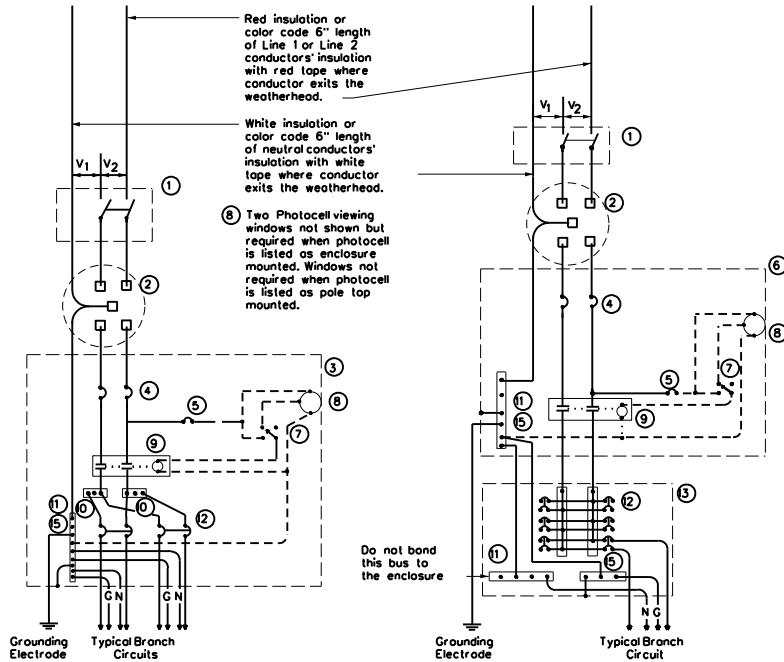 Red insulation or
color code 6" length
of Line 1 or Line 2
conductors' insulation
with red tape where
conductor exits the
weatherhead.
White insulation or
color code 6" length
of neutral conductors'
insulation with white
tape where conductor
exits the weatherhead.
8 Two Photocell viewing
windows not shown but
required when photocell
is listed as enclosure
mounted. Windows not
required when photocell
is listed as pole top
mounted.
V1 V2
1
2
3
4
5
8
7
9
11
10
10
15
12
G N
G N
Grounding
Electrode
Typical Branch
Circuits
V1 V2
1
2
6
4
8
7
5
11
9
15
12
13
Do not bond
this bus to
the enclosure
11
15
N G
Grounding
Electrode
Typical Branch
Circuit